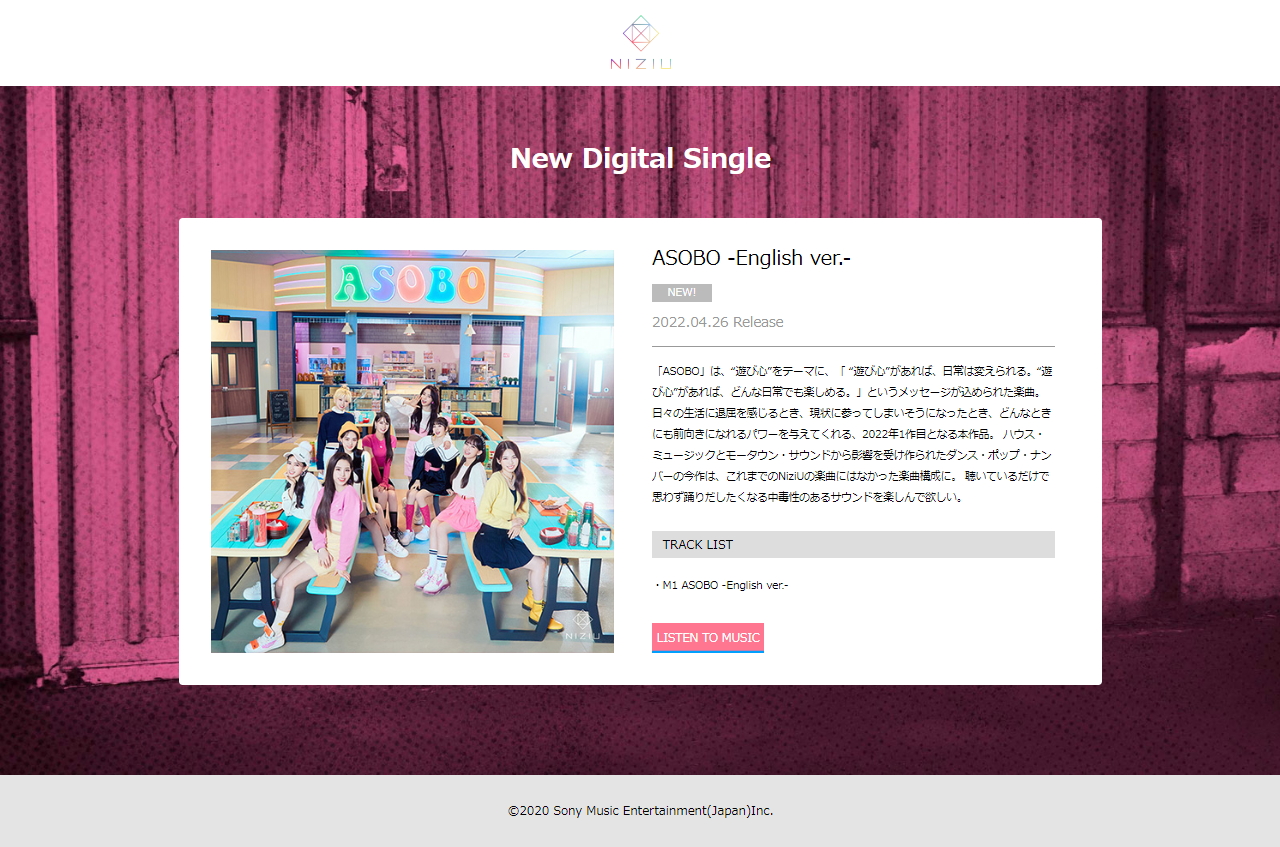 NIZIU
New Digital Single
ASOBO
NIZIU
ASOBO -English ver.-
NEW!
2022.04.26 Release
「ASOBO」は、“遊び心”をテーマに、「 “遊び心”があれば、日常は変えられる。“遊
び心”があれば、どんな日常でも楽しめる。」というメッセージが込められた楽曲。
日々の生活に退屈を感じるとき、現状に参ってしまいそうになったとき、どんなとき
にも前向きになれるパワーを与えてくれる、2022年1作目となる本作品。 ハウス・
ミュージックとモータウン・サウンドから影響を受け作られたダンス・ポップ・ナン
バーの今作は、これまでのNiziUの楽曲にはなかった楽曲構成に。 聴いているだけで
思わず踊りだしたくなる中毒性のあるサウンドを楽しんで欲しい。
TRACK LIST
・M1 ASOBO -English ver.-
LISTEN TO MUSIC
©2020 Sony Music Entertainment(Japan)Inc.